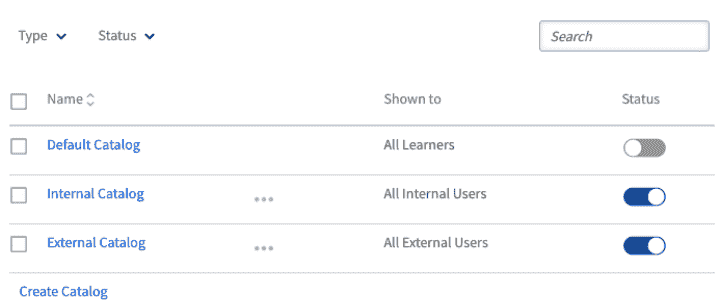 Type Status Search
Name Shown to Status
Default Catalog All Learners
Internal Catalog All Internal Users
External Catalog All External Users
Create Catalog